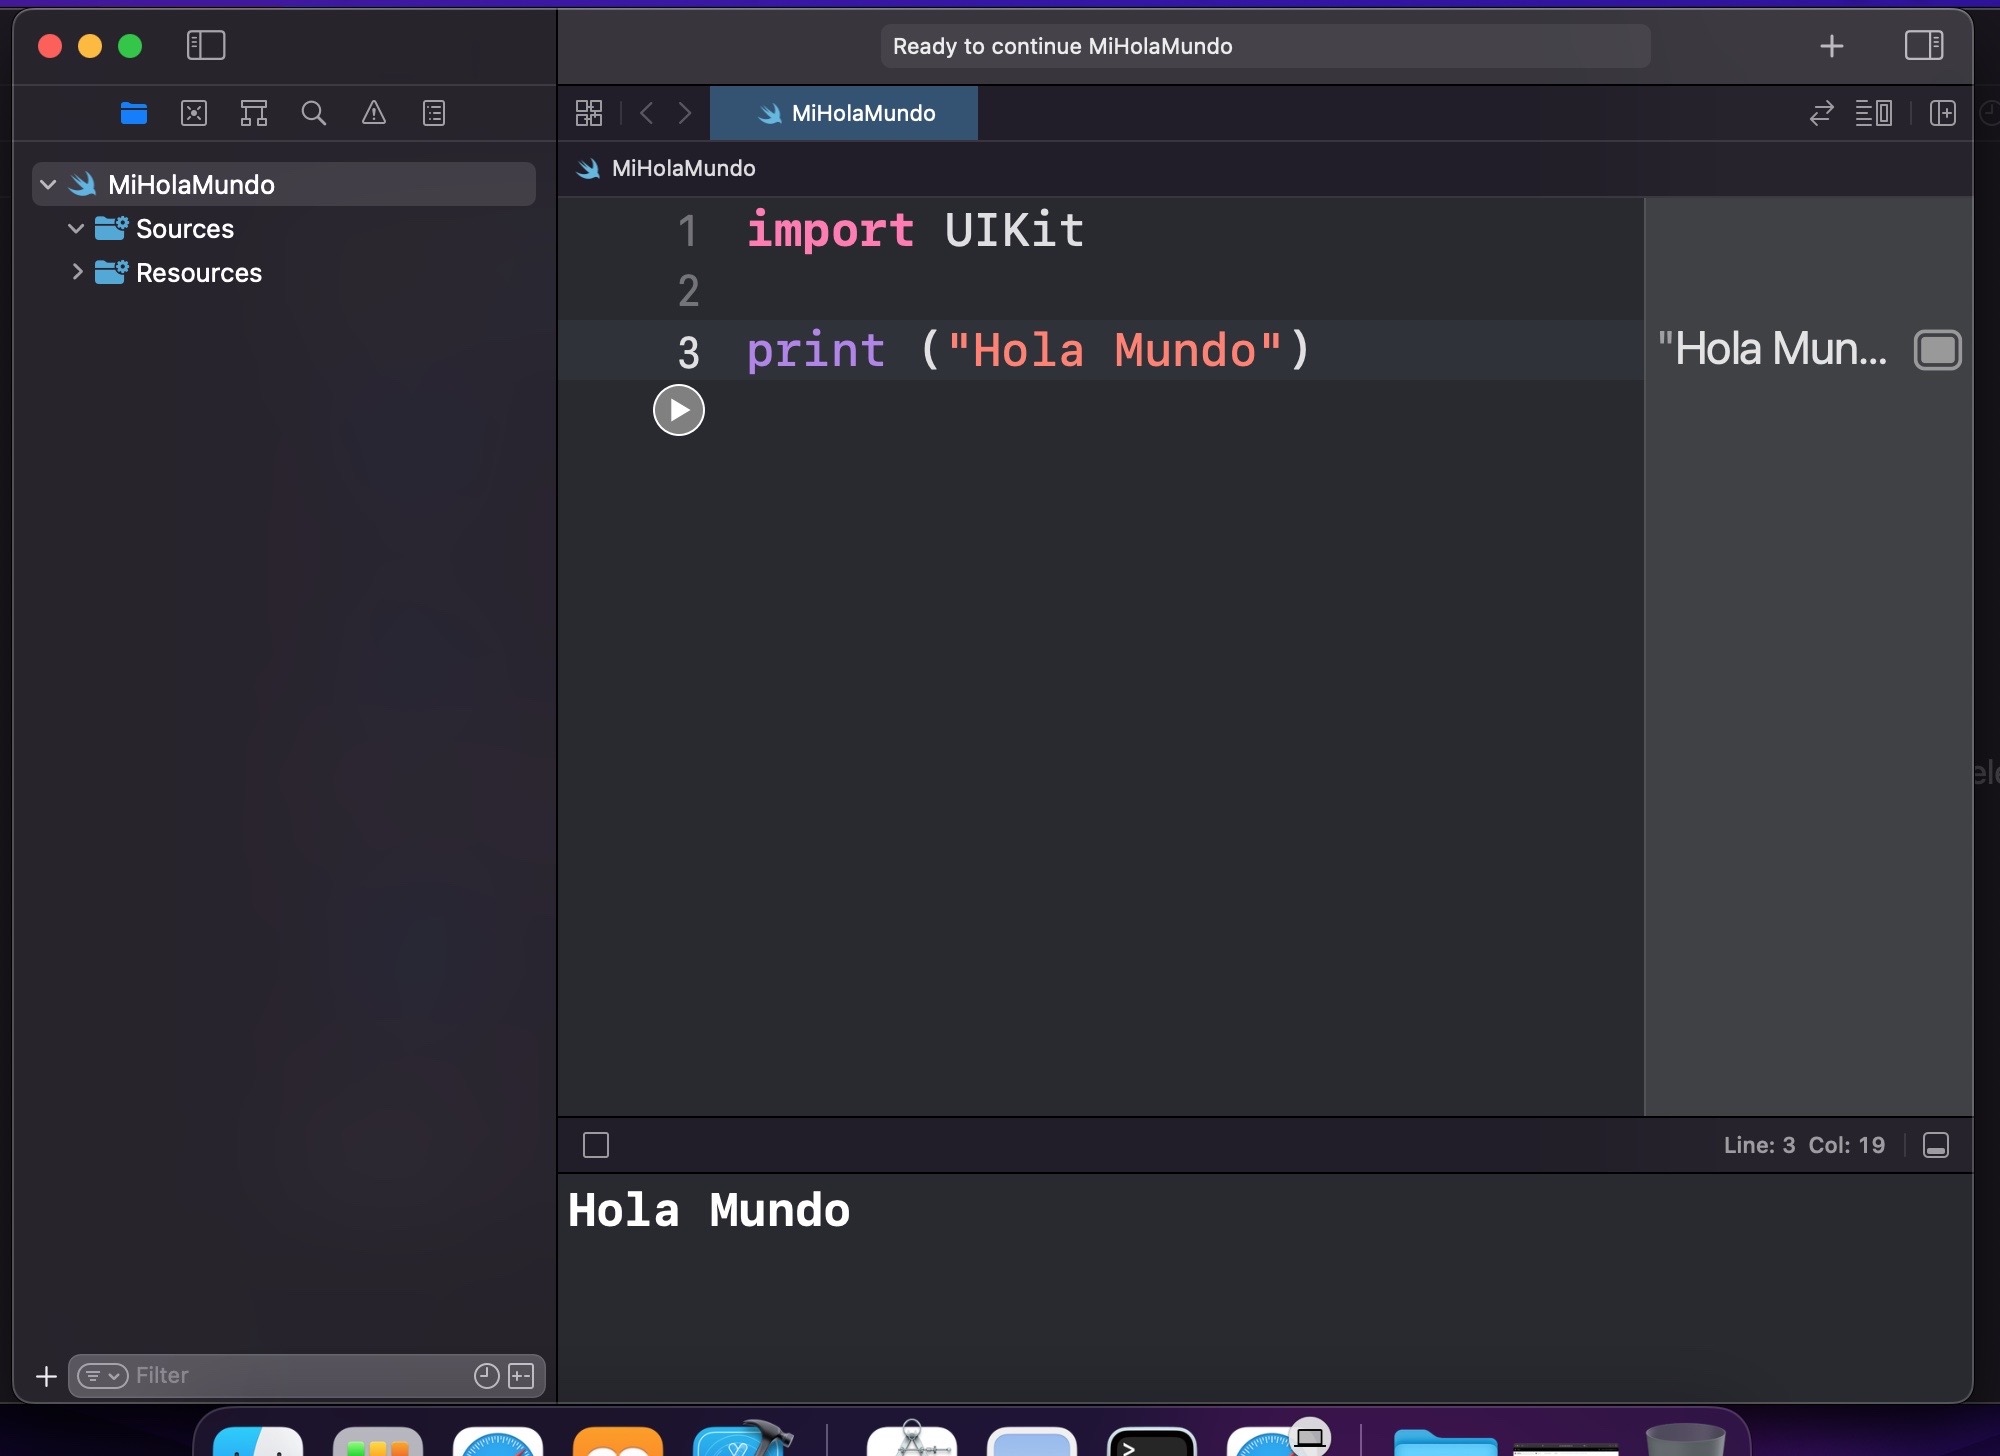 Ready to continue MiHolaMundo
MiHolaMundo
MiHolaMundo
MiHolaMundo
Sources
Resources
1 import UIKit
2
3 print ("Hola Mundo")
"Hola Mun...
Line: 3 Col: 19
Hola Mundo
Filter